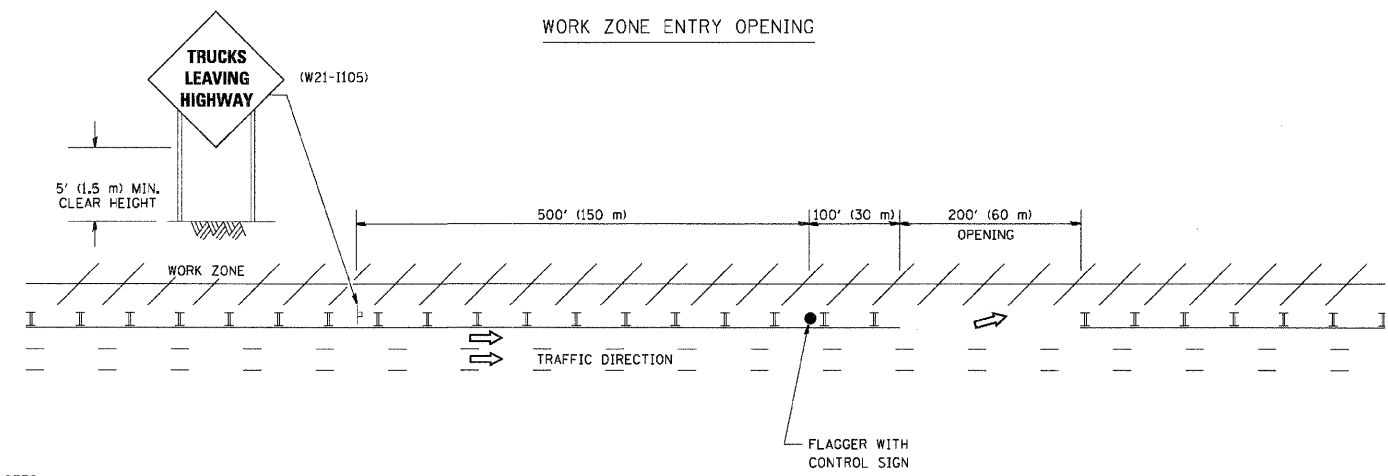 WORK ZONE ENTRY OPENING
TRUCKS
LEAVING
HIGHWAY
(W21-I105)
5' (1.5 m) MIN.
CLEAR HEIGHT
500' (150 m)
100' (30 m)
200' (60 m)
OPENING
WORK ZONE
TRAFFIC DIRECTION
FLAGGER WITH
CONTROL SIGN